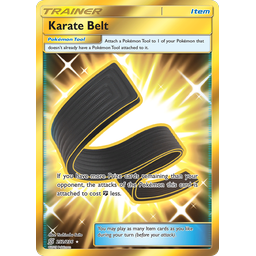 TRAINER
Item
Karate Belt
Pokémon Tool
Attach a Pokémon Tool to 1 of your Pokémon that
doesn't already have a Pokémon Tool attached to it.
If you have more Prize cards remaining than your
opponent, the attacks of the Pokémon this card is
attached to cost less.
You may play as many Item cards as you like
during your turn (before your attack).